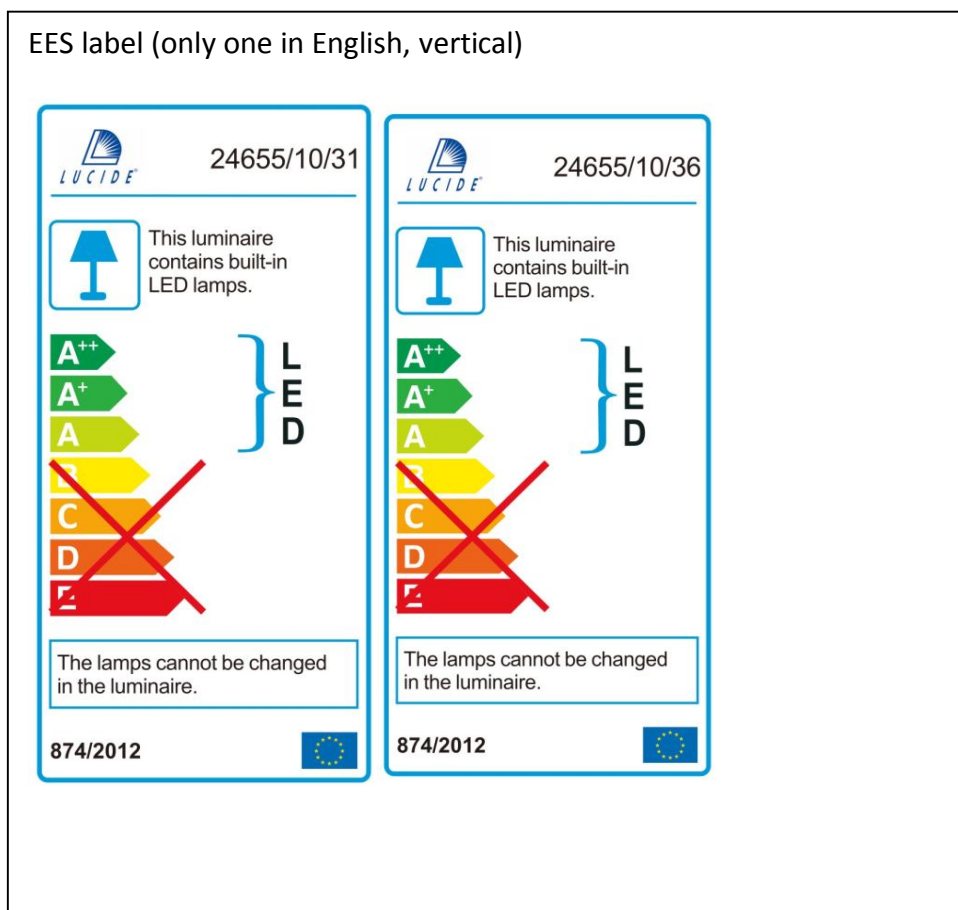 EES label (only one in English, vertical)
LUCIDE®
24655/10/31
This luminaire
contains built-in
LED lamps.
A++
A+
A
B
C
D
E
L
E
D
The lamps cannot be changed
in the luminaire.
874/2012
LUCIDE®
24655/10/36
This luminaire
contains built-in
LED lamps.
A++
A+
A
B
C
D
E
L
E
D
The lamps cannot be changed
in the luminaire.
874/2012